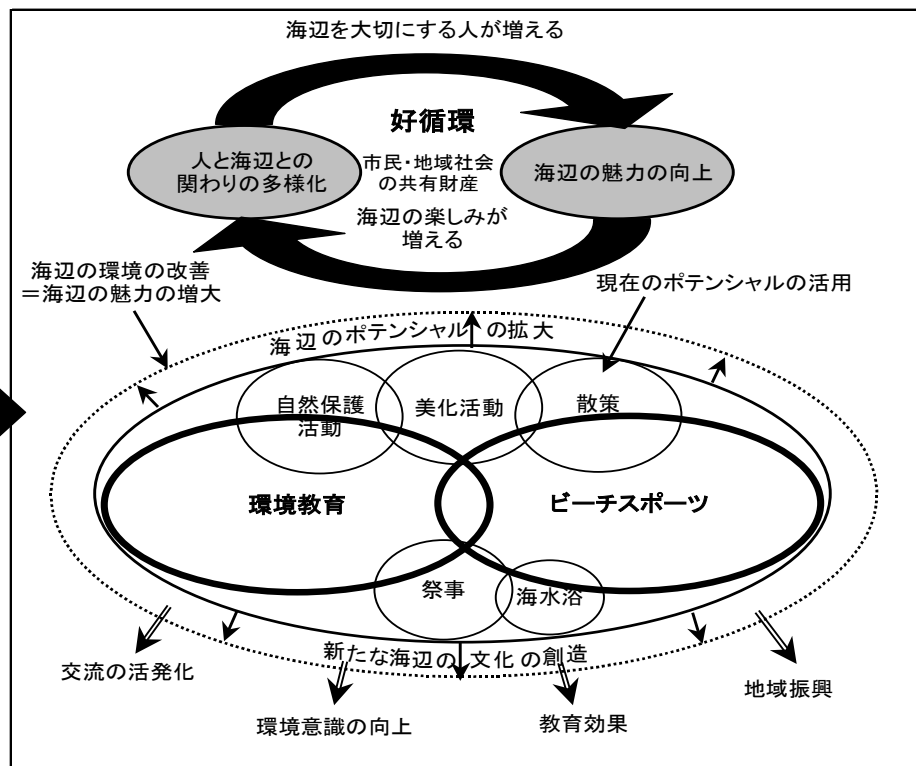 海辺を大切にする人が増える
好循環
人と海辺との
関わりの多様化
市民・地域社会
の共有財産
海辺の魅力の向上
海辺の楽しみが
増える
海辺の環境の改善
＝海辺の魅力の増大
現在のポテンシャルの活用
海辺のポテンシャルの拡大
自然保護
活動
美化活動
散策
環境教育
ビーチスポーツ
祭事
海水浴
新たな海辺の文化の創造
交流の活発化
環境意識の向上
教育効果
地域振興